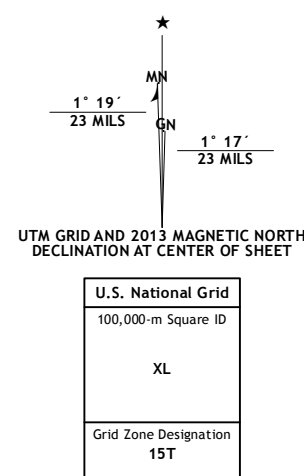 ★
MN
1° 19´
23 MILS
GN
1° 17´
23 MILS
UTM GRID AND 2013 MAGNETIC NORTH
DECLINATION AT CENTER OF SHEET
U.S. National Grid
100,000-m Square ID
XL
Grid Zone Designation
15T